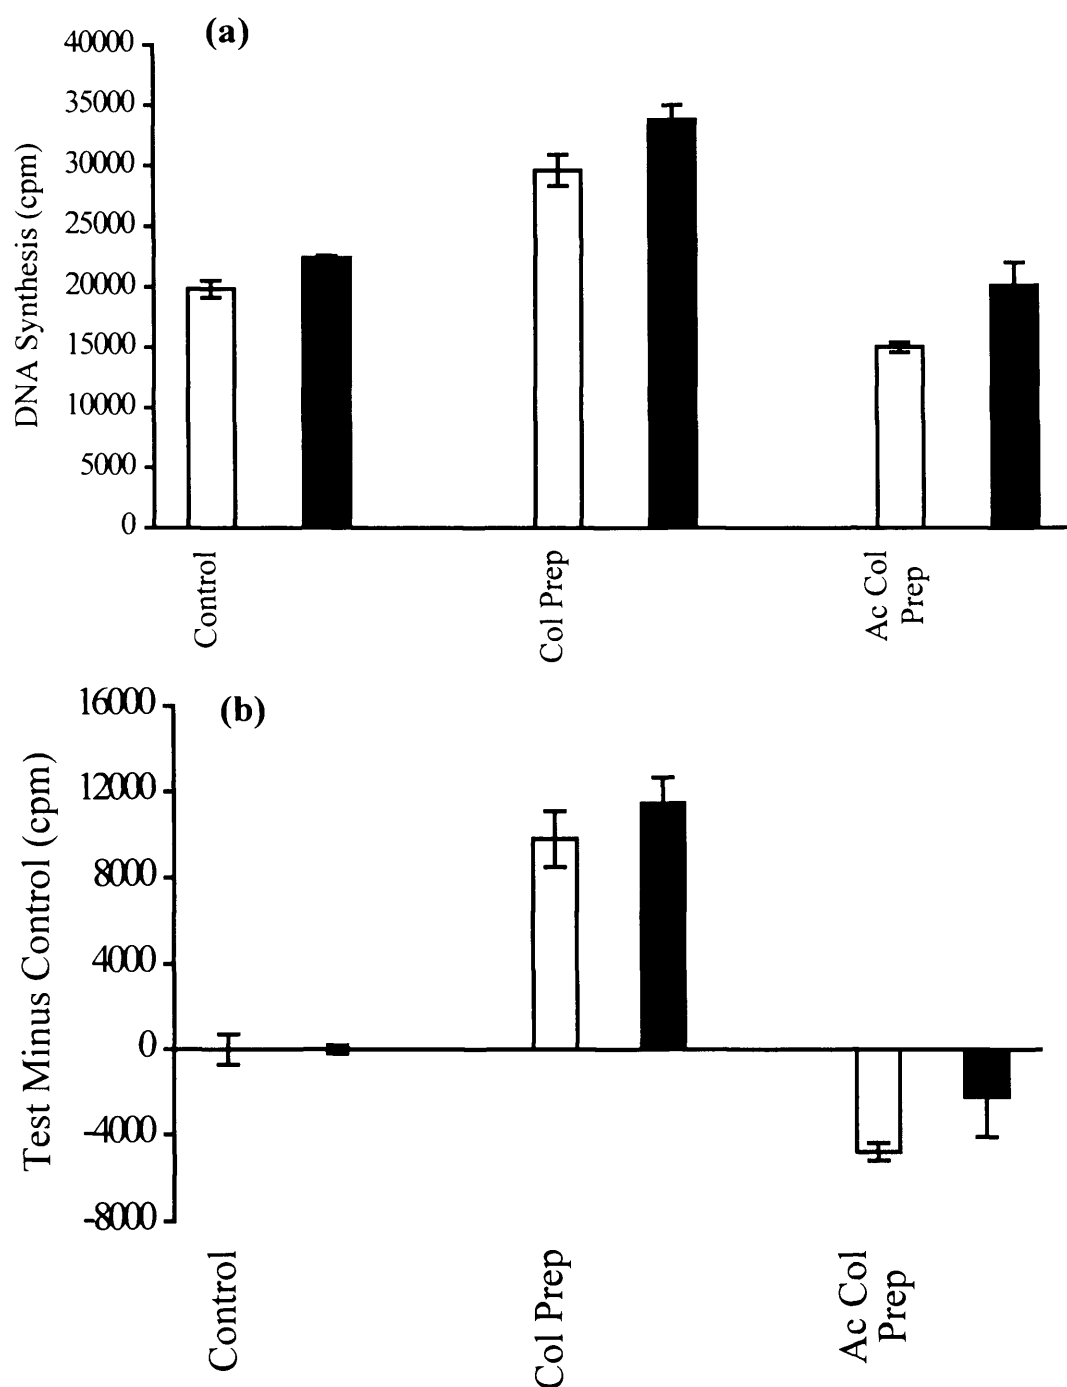 (a)
40000
35000
30000
25000
20000
15000
10000
5000
0
DNA Synthesis (cpm)
Control
Col Prep
Ac Col
Prep
(b)
16000
12000
8000
4000
0
-4000
-8000
Test Minus Control (cpm)
Control
Col Prep
Ac Col
Prep